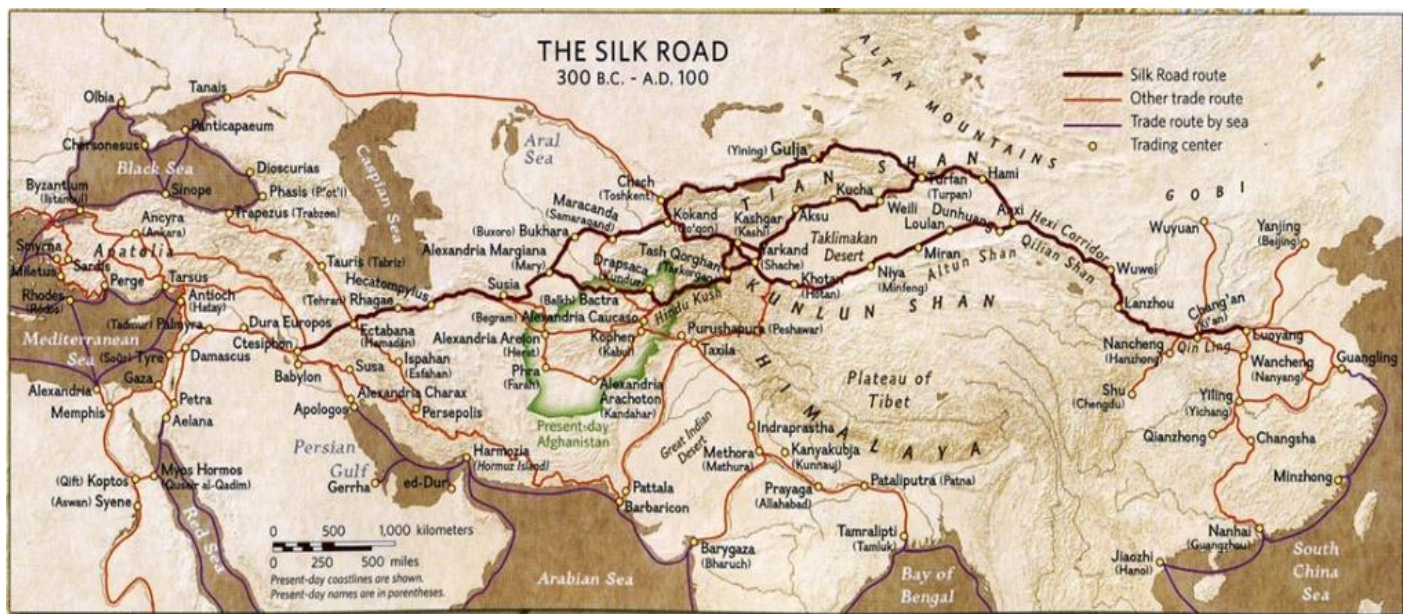 THE SILK ROAD
300 B.C. - A.D. 100
Silk Road route
Other trade route
Trade route by sea
Trading center
ALTAY MOUNTAINS
Olbia
Tanais
Panticapaeum
Chersonesus
Black Sea
Dioscurias
Phasis (P'ot'i)
Sinope
Trapezus (Trabzon)
Byzantium
(Istanbul)
Ancyra
(Ankara)
Anatolia
Smyrna
Sardis
Miletus
Perge
Tarsus
Rhodes
(Rodos)
Antioch
(Hatay)
Mediterranean
Sea
(Tadmur) Palmyra
Dura Europos
Ctesiphon
(Soûr) Tyre
Damascus
Babylon
Gaza
Alexandria
Memphis
Petra
Aelana
(Qift) Koptos
Myos Hormos
(Quseir al-Qadim)
(Aswan) Syene
Red Sea
Caspian Sea
Aral
Sea
Tauris (Tabriz)
Hecatompylus
(Tehran) Rhagae
Ectabana
(Hamadan)
Susa
Ispahan
(Esfahan)
Alexandria Charax
Apologos
Persepolis
Persian
Gulf
Gerrha
ed-Dur
Harmozia
(Hormuz Island)
Chach
(Toshkent)
Maracanda
(Samarqand)
(Buxoro) Bukhara
Alexandria Margiana
(Mary)
Susia
Kokand
(Qo'qon)
Kashgar
(Kashi)
Tash Qorghan
(Taxkorgan)
Yarkand
(Shache)
Drapsaca
(Kunduz)
(Balkh) Bactra
(Begram) Alexandria Caucaso
Hindu Kush
Alexandria Areion
(Herat)
Kophen
(Kabul)
Phra
(Farah)
Alexandria
Arachoton
(Kandahar)
Present-day
Afghanistan
Purushapura (Peshawar)
Taxila
(Yining) Gulja
TIAN SHAN
Turfan
(Turpan)
Hami
Kucha
Aksu
Weili
Dunhuang
Anxi
Loulan
Taklimakan
Desert
Miran
Khotan
(Hotan)
Niya
(Minfeng)
Altun Shan
KUNLUN SHAN
Hexi Corridor
Qilian Shan
GOBI
Wuyuan
Yanjing
(Beijing)
Wuwei
Lanzhou
Chang'an
(Xi'an)
Luoyang
Nancheng
(Hanzhong)
Qin Ling
Wancheng
(Nanyang)
Guangling
Shu
(Chengdu)
Yiling
(Yichang)
Qianzhong
Changsha
Minzhong
Nanhai
(Guangzhou)
Jiaozhi
(Hanoi)
South
China
Sea
Plateau of
Tibet
HIMALAYA
Great Indian
Desert
Indraprastha
Methora
(Mathura)
Kanyakubja
(Kunnauj)
Prayaga
(Allahabad)
Pataliputra (Patna)
Pattala
Barbaricon
Barygaza
(Bharuch)
Tamralipti
(Tamluk)
Arabian Sea
Bay of
Bengal
0 500 1,000 kilometers
0 250 500 miles
Present-day coastlines are shown.
Present-day names are in parentheses.